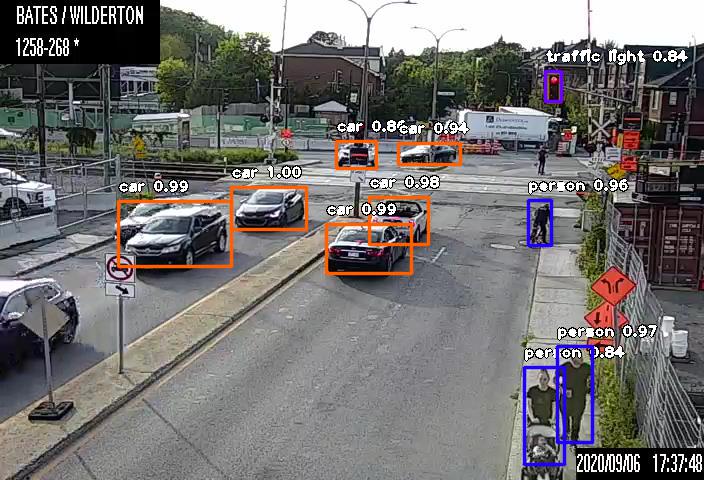 BATES / WILDERTON
1258-268 *
traffic light 0.84
car 0.86
car 0.94
car 0.99
car 1.00
car 0.98
person 0.96
car 0.99
person 0.97
person 0.84
2020/09/06 17:37:48